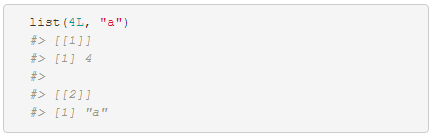 list(4L, "a")
#> [[1]]
#> [1] 4
#>
#> [[2]]
#> [1] "a"